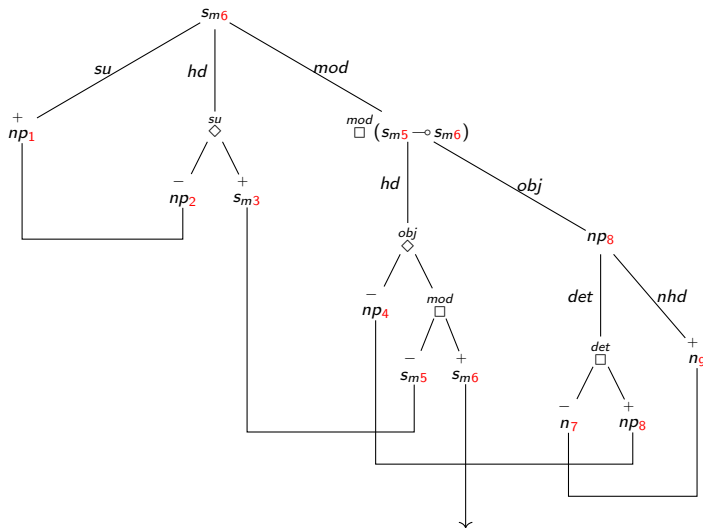 s_m6
su hd mod
+ su mod
np1 ◇ □ (s_m5 ⊸ s_m6)
hd obj
− +
np2 s_m3
obj np8
◇
− mod det nhd
np4 □
det +
□ n9
− +
s_m5 s_m6
− +
n7 np8